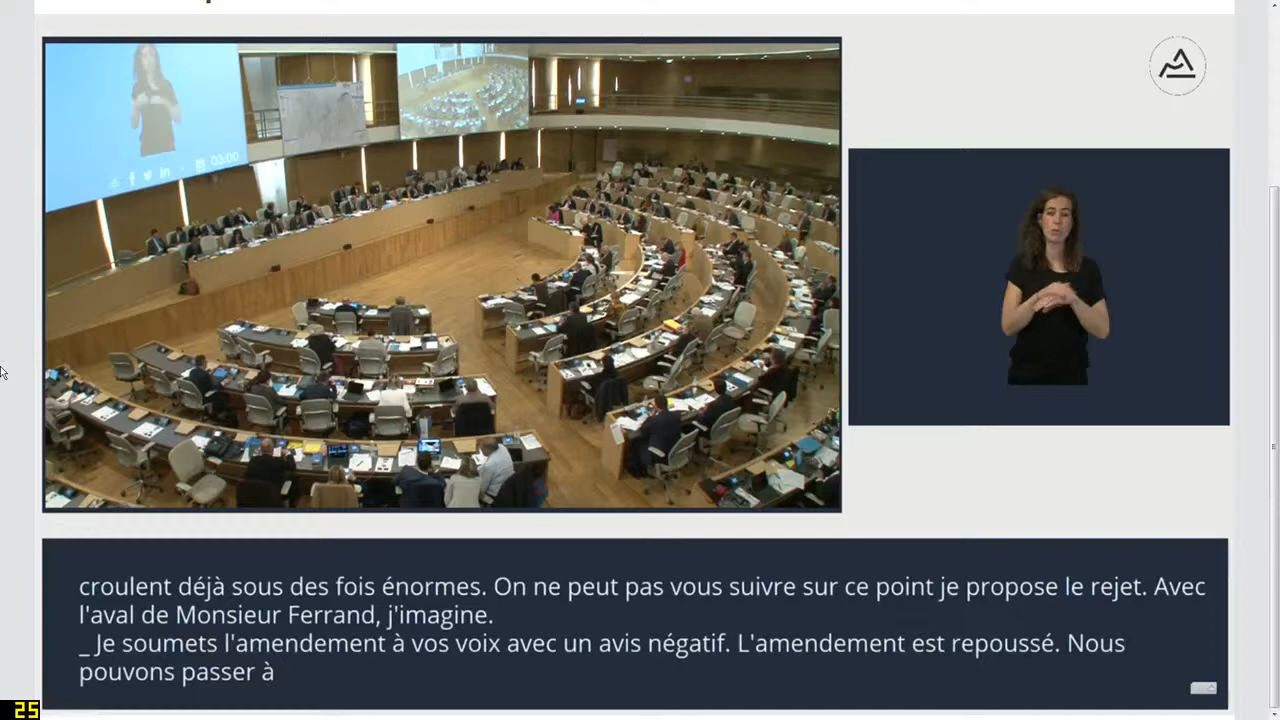 03:00
croulent déjà sous des fois énormes. On ne peut pas vous suivre sur ce point je propose le rejet. Avec
l'aval de Monsieur Ferrand, j'imagine.
_ Je soumets l'amendement à vos voix avec un avis négatif. L'amendement est repoussé. Nous
pouvons passer à
25